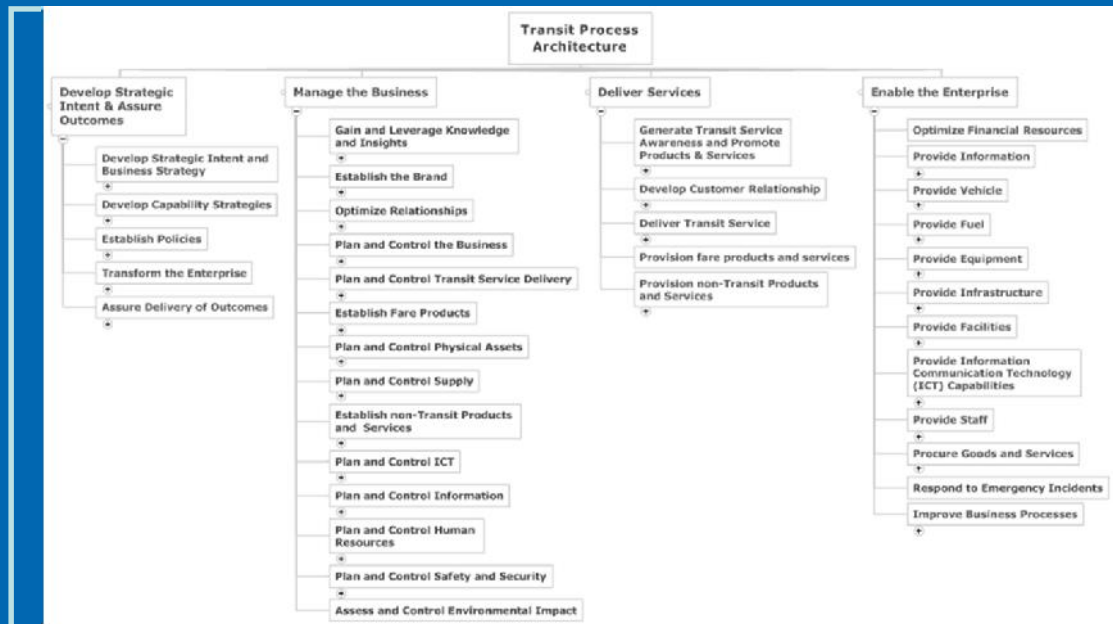 Transit Process
Architecture
Develop Strategic
Intent & Assure
Outcomes
Develop Strategic Intent and
Business Strategy
Develop Capability Strategies
Establish Policies
Transform the Enterprise
Assure Delivery of Outcomes
Manage the Business
Gain and Leverage Knowledge
and Insights
Establish the Brand
Optimize Relationships
Plan and Control the Business
Plan and Control Transit Service Delivery
Establish Fare Products
Plan and Control Physical Assets
Plan and Control Supply
Establish non-Transit Products
and Services
Plan and Control ICT
Plan and Control Information
Plan and Control Human
Resources
Plan and Control Safety and Security
Assess and Control Environmental Impact
Deliver Services
Generate Transit Service
Awareness and Promote
Products & Services
Develop Customer Relationship
Deliver Transit Service
Provision fare products and services
Provision non-Transit Products
and Services
Enable the Enterprise
Optimize Financial Resources
Provide Information
Provide Vehicle
Provide Fuel
Provide Equipment
Provide Infrastructure
Provide Facilities
Provide Information
Communication Technology
(ICT) Capabilities
Provide Staff
Procure Goods and Services
Respond to Emergency Incidents
Improve Business Processes